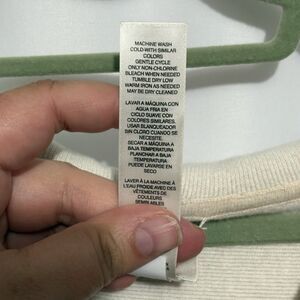 MACHINE WASH
COLD WITH SIMILAR
COLORS
GENTLE CYCLE
ONLY NON-CHLORINE
BLEACH WHEN NEEDED
TUMBLE DRY LOW
WARM IRON AS NEEDED
MAY BE DRY CLEANED
LAVAR A MÁQUINA CON
AGUA FRÍA EN
CICLO SUAVE CON
COLORES SIMILARES.
USAR BLANQUEADOR
SIN CLORO CUANDO SE
NECESITE.
SECAR A MÁQUINA
A BAJA TEMPERATURA
PLANCHAR A BAJA
TEMPERATURA
PUEDE LAVARSE EN
SECO
LAVER À LA MACHINE À
L'EAU FROIDE AVEC DES
VÊTEMENTS DE
COULEURS
SEMBLABLES